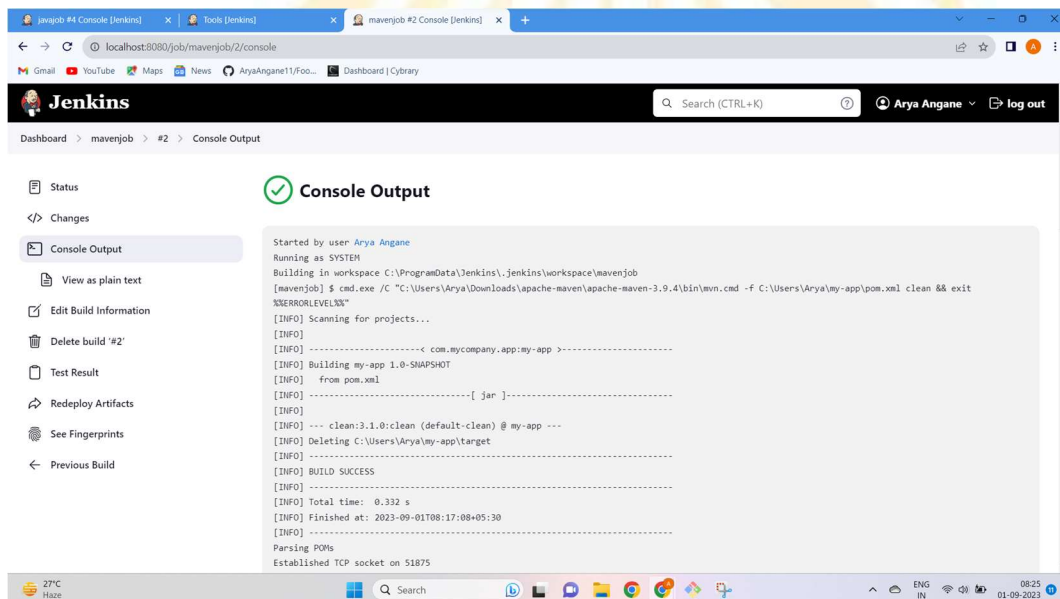 javajob #4 Console [Jenkins]
Tools [Jenkins]
mavenjob #2 Console [Jenkins]
localhost:8080/job/mavenjob/2/console
A
Gmail
YouTube
Maps
News
AryaAngane11/Foo...
Dashboard | Cybrary
Jenkins
Search (CTRL+K)
?
Arya Angane
log out
Dashboard > mavenjob > #2 > Console Output
Status
</> Changes
Console Output
View as plain text
Edit Build Information
Delete build '#2'
Test Result
Redeploy Artifacts
See Fingerprints
Previous Build
Console Output
Started by user Arya Angane
Running as SYSTEM
Building in workspace C:\ProgramData\Jenkins\.jenkins\workspace\mavenjob
[mavenjob] $ cmd.exe /C "C:\Users\Arya\Downloads\apache-maven\apache-maven-3.9.4\bin\mvn.cmd -f C:\Users\Arya\my-app\pom.xml clean && exit
%%ERRORLEVEL%%"
[INFO] Scanning for projects...
[INFO]
[INFO] ---------------------< com.mycompany.app:my-app >---------------------
[INFO] Building my-app 1.0-SNAPSHOT
[INFO]   from pom.xml
[INFO] --------------------------------[ jar ]---------------------------------
[INFO]
[INFO] --- clean:3.1.0:clean (default-clean) @ my-app ---
[INFO] Deleting C:\Users\Arya\my-app\target
[INFO] ------------------------------------------------------------------------
[INFO] BUILD SUCCESS
[INFO] ------------------------------------------------------------------------
[INFO] Total time:  0.332 s
[INFO] Finished at: 2023-09-01T08:17:08+05:30
[INFO] ------------------------------------------------------------------------
Parsing POMs
Established TCP socket on 51875
27°C
Haze
Search
ENG
IN
08:25
01-09-2023